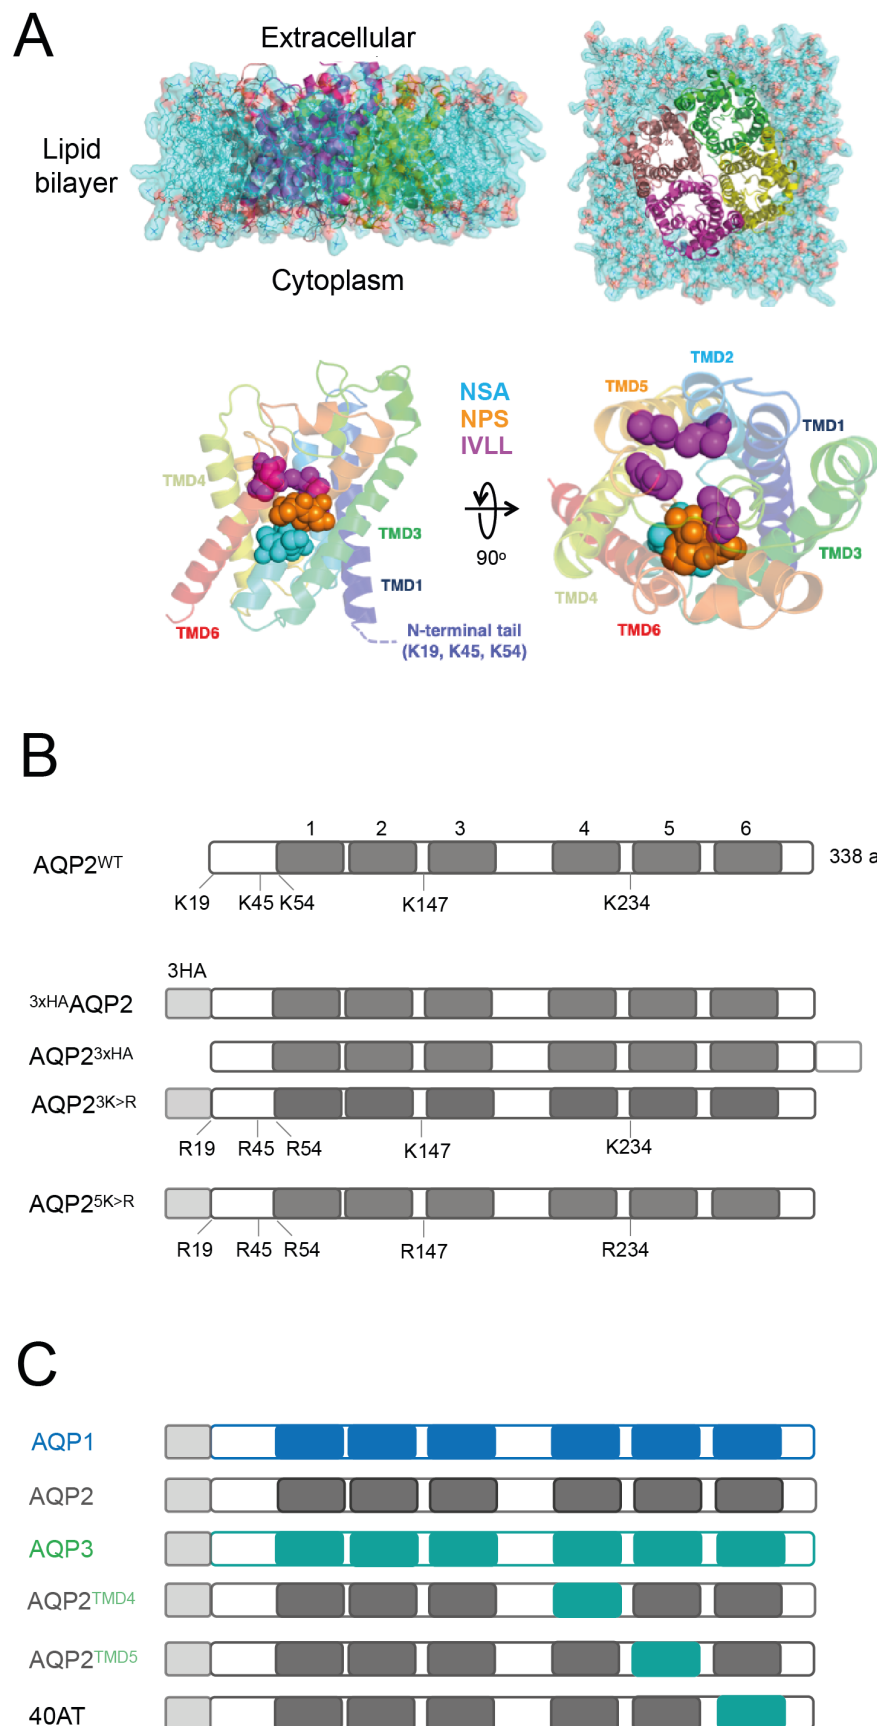 A
Extracellular
Lipid
bilayer
Cytoplasm
NSA
NPS
IVLL
90o
TMD4
TMD3
TMD1
TMD6
N-terminal tail
(K19, K45, K54)
TMD2
TMD5
TMD1
TMD3
TMD4
TMD6
B
1 2 3 4 5 6
AQP2WT 338 a
K19 K45 K54 K147 K234
3HA
3xHAAQP2
AQP23xHA
AQP23K>R
R19 R45 R54 K147 K234
AQP25K>R
R19 R45 R54 R147 R234
C
AQP1
AQP2
AQP3
AQP2TMD4
AQP2TMD5
40AT